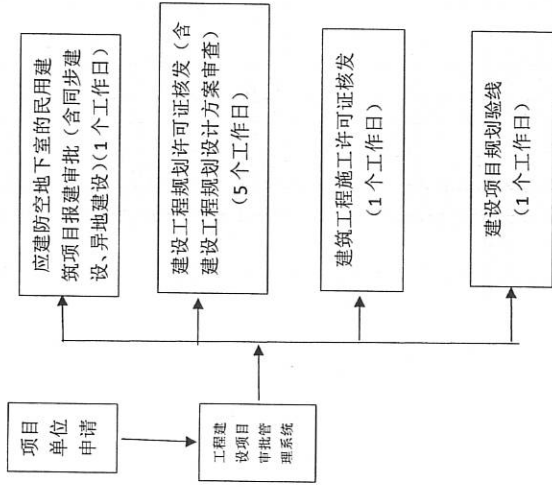 项目
单位
申请
工程建
设项目
审批管
理系统
应建防空地下室的民用建
筑项目报建审批(含同步建
设、异地建设)(1个工作日)
建设工程规划许可证核发(含
建设工程规划设计方案审查)
(5个工作日)
建筑工程施工许可证核发
(1个工作日)
建设项目规划验线
(1个工作日)